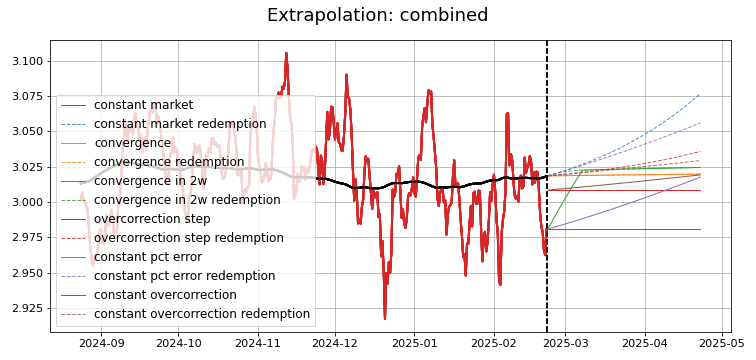 Extrapolation: combined
3.100
3.075
3.050
3.025
3.000
2.975
2.950
2.925
constant market
constant market redemption
convergence
convergence redemption
convergence in 2w
convergence in 2w redemption
overcorrection step
overcorrection step redemption
constant pct error
constant pct error redemption
constant overcorrection
constant overcorrection redemption
2024-09 2024-10 2024-11 2024-12 2025-01 2025-02 2025-03 2025-04 2025-05